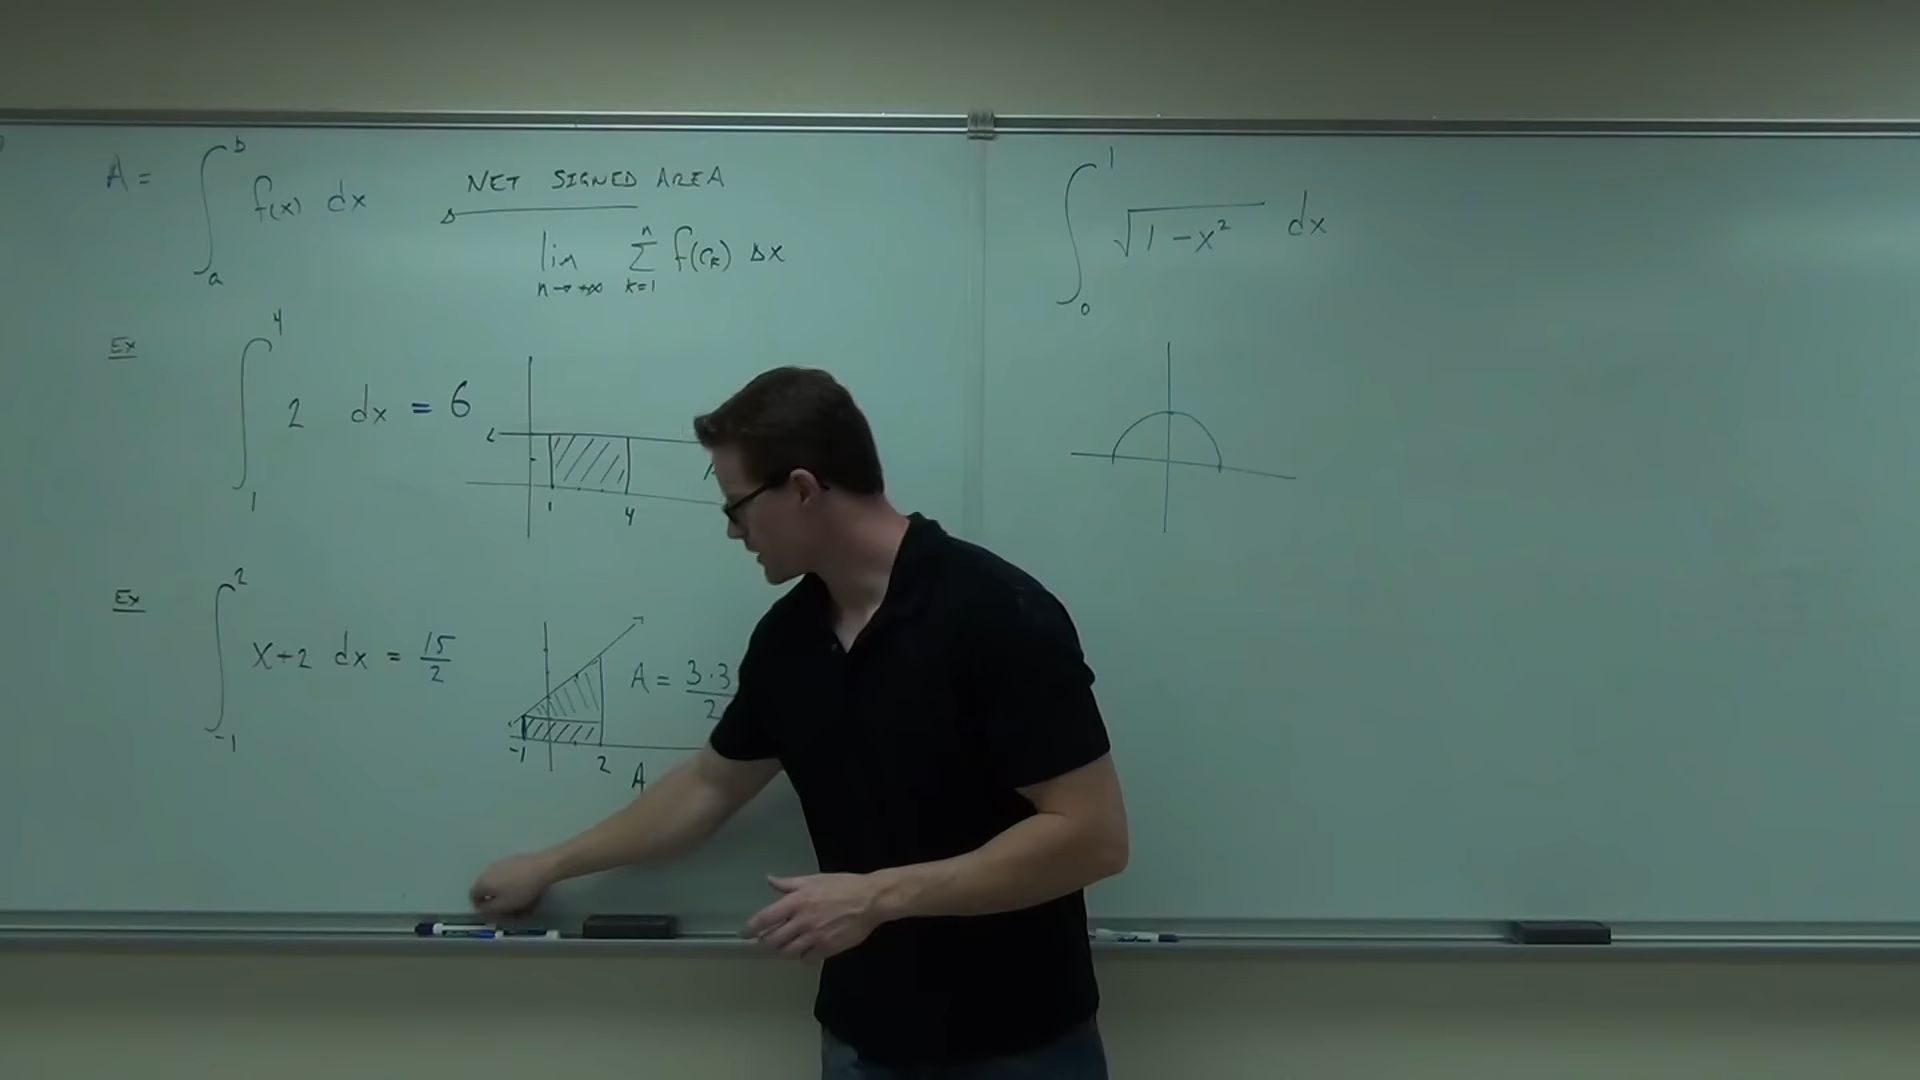 A = ∫_a^b f(x) dx
NET SIGNED AREA
lim_{n→+∞} Σ_{k=1}^n f(c_k) Δx
Ex ∫_1^4 2 dx = 6
1 4
Ex ∫_{-1}^2 x+2 dx = 15/2
A = 3·3/2
-1 2 A
∫_0^1 √(1-x²) dx